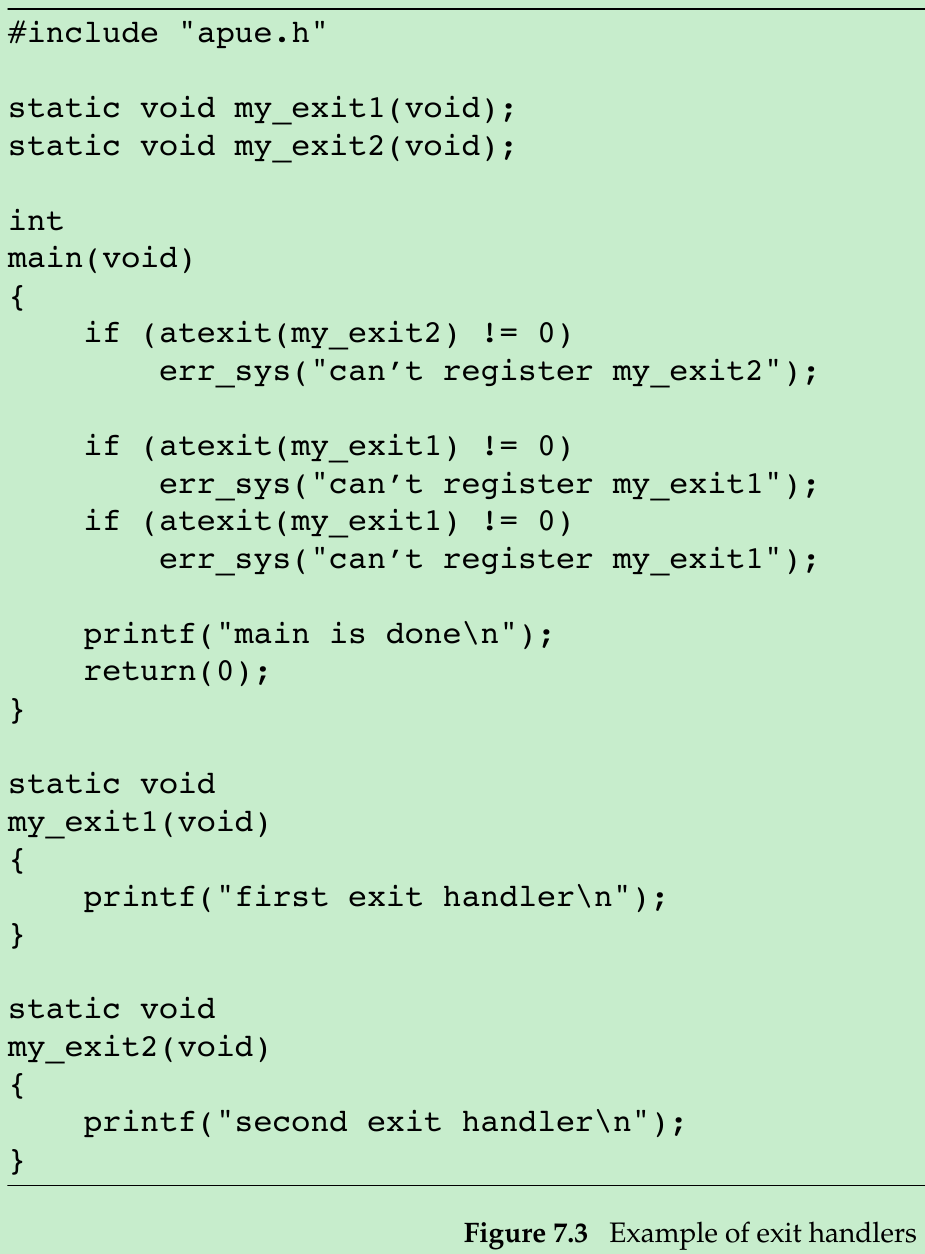 #include "apue.h"

static void my_exit1(void);
static void my_exit2(void);

int
main(void)
{
    if (atexit(my_exit2) != 0)
        err_sys("can’t register my_exit2");

    if (atexit(my_exit1) != 0)
        err_sys("can’t register my_exit1");
    if (atexit(my_exit1) != 0)
        err_sys("can’t register my_exit1");

    printf("main is done\n");
    return(0);
}

static void
my_exit1(void)
{
    printf("first exit handler\n");
}

static void
my_exit2(void)
{
    printf("second exit handler\n");
}
Figure 7.3 Example of exit handlers